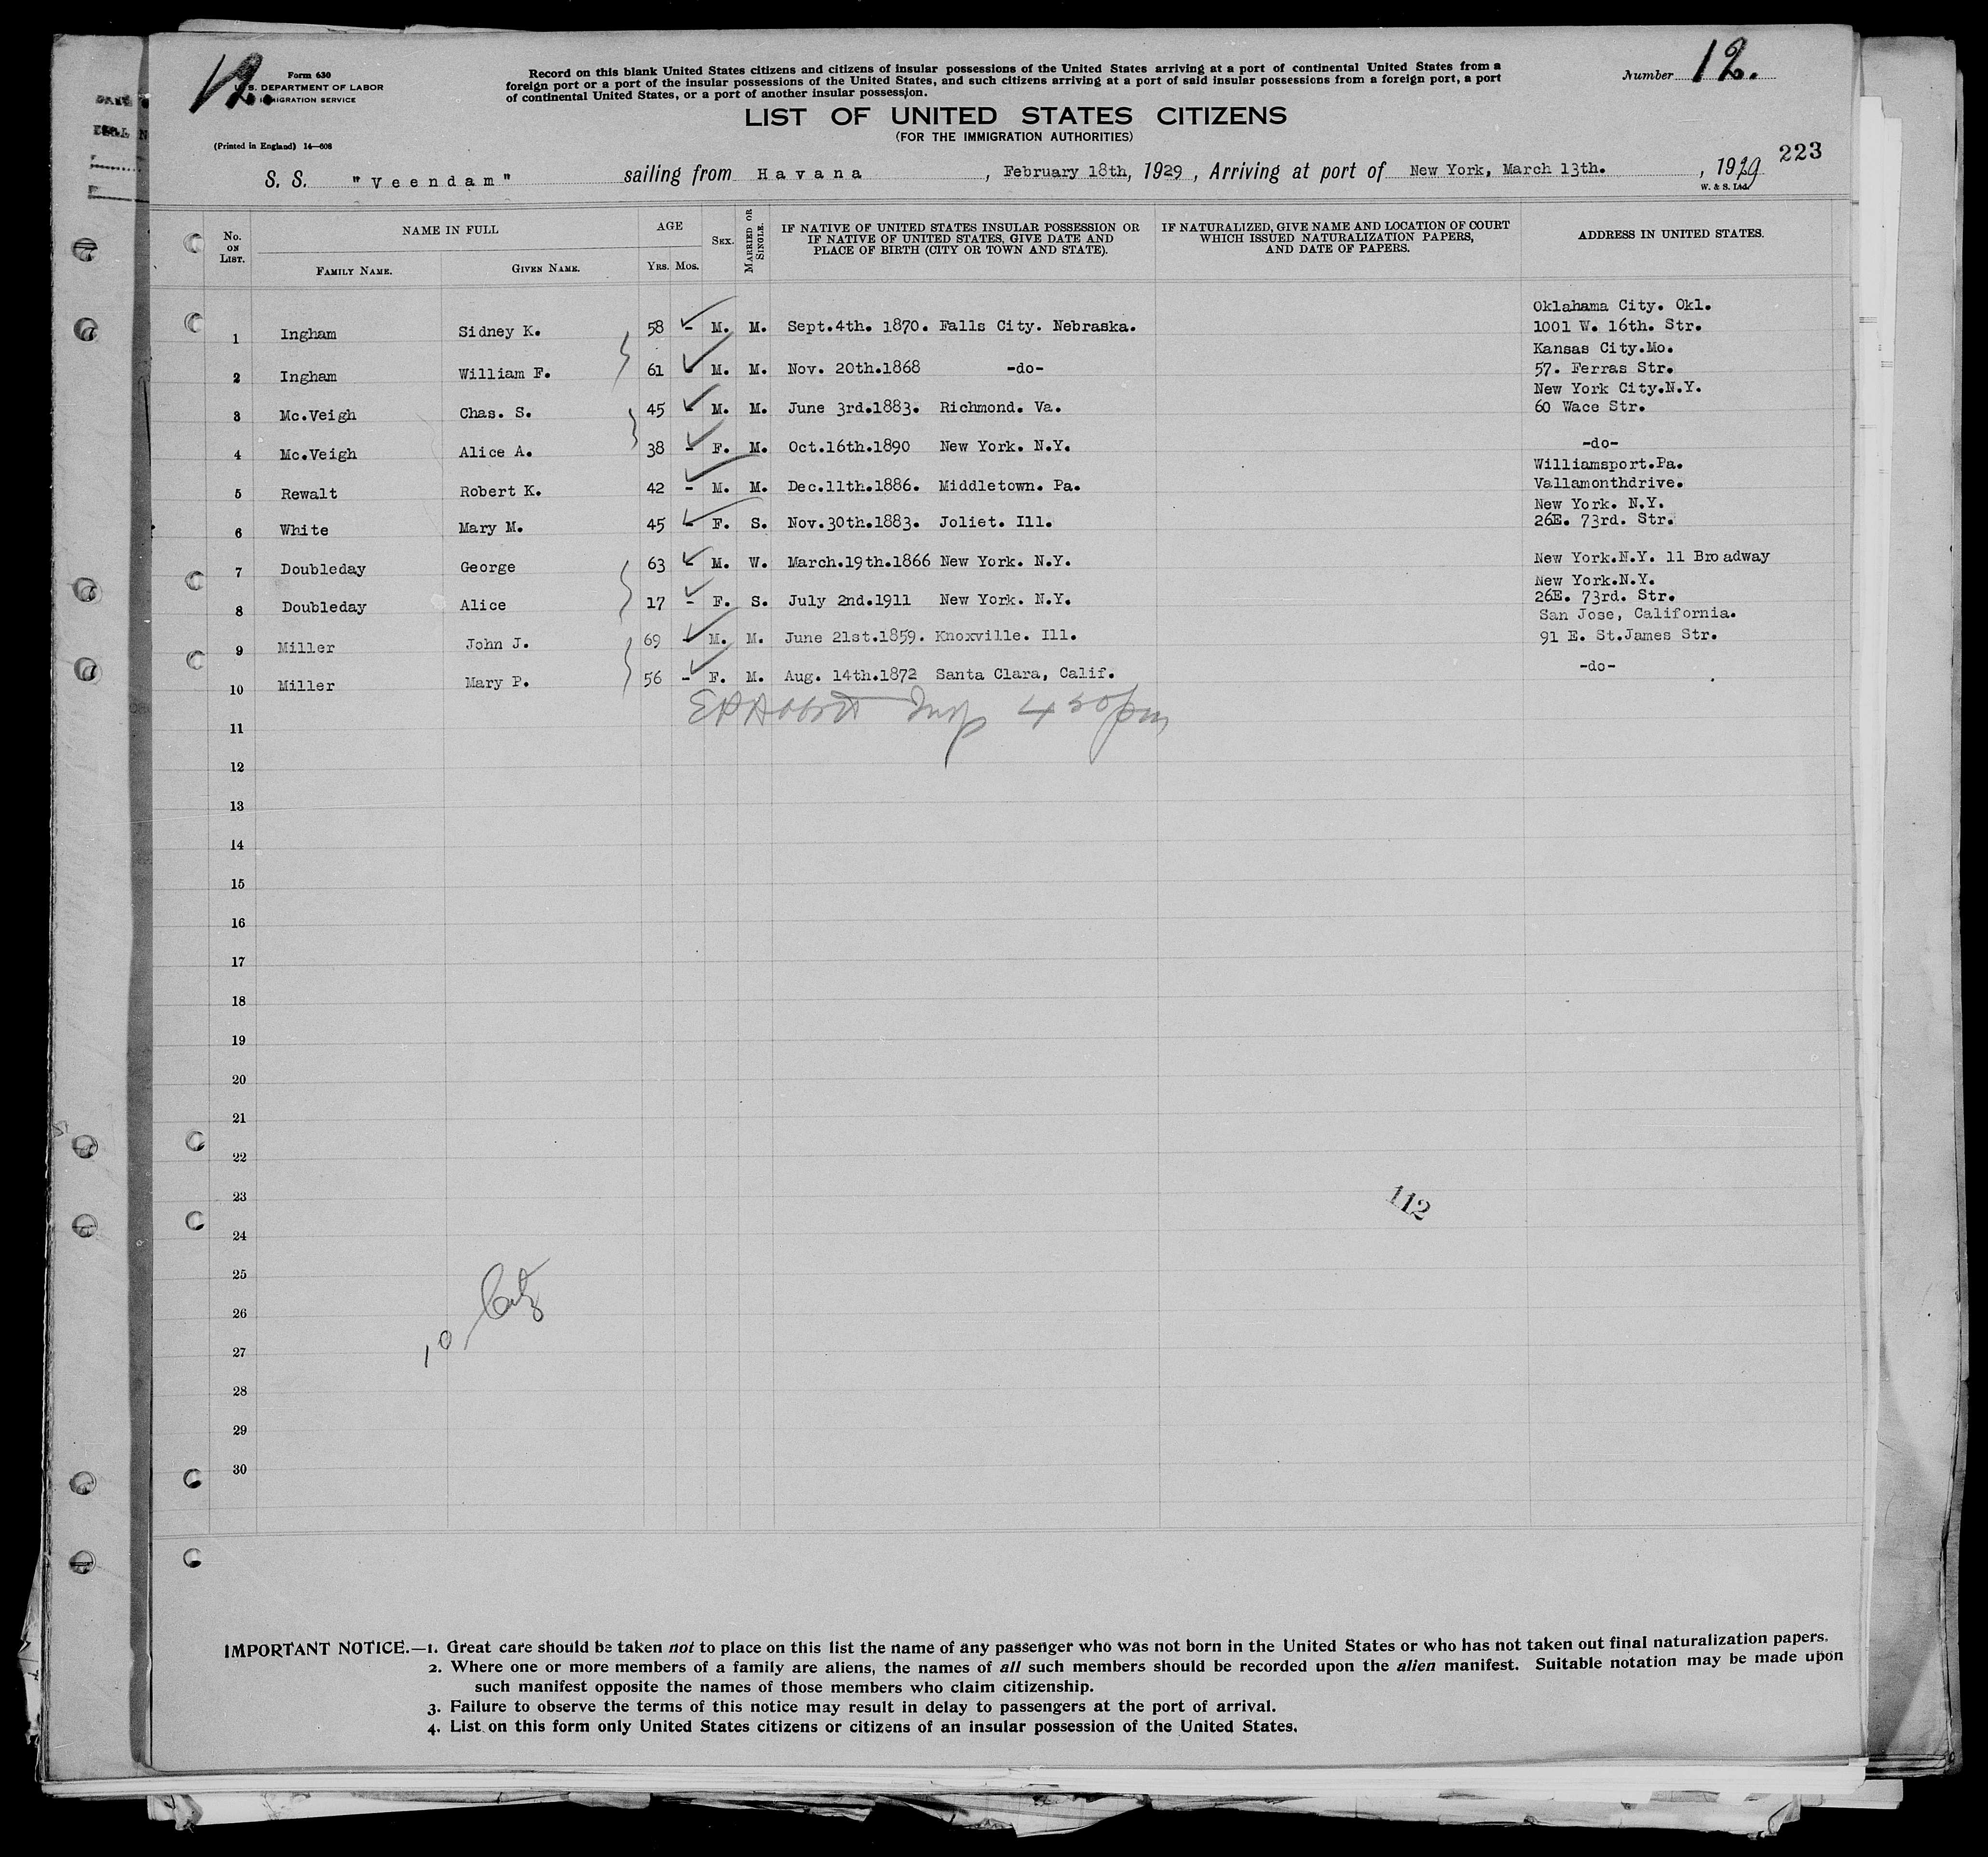 12.
Form 630
U. S. DEPARTMENT OF LABOR
IMMIGRATION SERVICE
(Printed in England) 14—608
Record on this blank United States citizens and citizens of insular possessions of the United States arriving at a port of continental United States from a
foreign port or a port of the insular possessions of the United States, and such citizens arriving at a port of said insular possessions from a foreign port, a port
of continental United States, or a port of another insular possession.
Number 12.
LIST OF UNITED STATES CITIZENS
(FOR THE IMMIGRATION AUTHORITIES)
223
S. S. "Veendam" sailing from Havana, February 18th, 1929, Arriving at port of New York, March 13th., 1929
W. & S. Ltd.
No. ON LIST. NAME IN FULL AGE SEX. MARRIED OR SINGLE. IF NATIVE OF UNITED STATES INSULAR POSSESSION OR IF NATIVE OF UNITED STATES, GIVE DATE AND PLACE OF BIRTH (CITY OR TOWN AND STATE). IF NATURALIZED, GIVE NAME AND LOCATION OF COURT WHICH ISSUED NATURALIZATION PAPERS, AND DATE OF PAPERS. ADDRESS IN UNITED STATES.
FAMILY NAME. GIVEN NAME. YRS. MOS.
Oklahama City. Okl.
1 Ingham Sidney K. 58 - M. M. Sept.4th. 1870. Falls City. Nebraska. 1001 W. 16th. Str.
Kansas City.Mo.
2 Ingham William F. 61 - M. M. Nov. 20th.1868 -do- 57. Ferras Str.
New York City.N.Y.
3 Mc.Veigh Chas. S. 45 - M. M. June 3rd.1883. Richmond. Va. 60 Wace Str.
4 Mc.Veigh Alice A. 38 - F. M. Oct.16th.1890 New York. N.Y. -do-
Williamsport.Pa.
5 Rewalt Robert K. 42 - M. M. Dec.11th.1886. Middletown. Pa. Vallamonthdrive.
New York. N.Y.
6 White Mary M. 45 - F. S. Nov.30th.1883. Joliet. Ill. 26E. 73rd. Str.
7 Doubleday George 63 - M. W. March.19th.1866 New York. N.Y. New York.N.Y. 11 Broadway
New York.N.Y.
8 Doubleday Alice 17 - F. S. July 2nd.1911 New York. N.Y. 26E. 73rd. Str.
San Jose, California.
9 Miller John J. 69 - M. M. June 21st.1859. Knoxville. Ill. 91 E. St.James Str.
10 Miller Mary P. 56 - F. M. Aug. 14th.1872 Santa Clara, Calif. -do-
Insp 4 50 pm
11
12
13
14
15
16
17
18
19
20
21
22
23
112
24
25
26
10 Citz
27
28
29
30
IMPORTANT NOTICE.—1. Great care should be taken not to place on this list the name of any passenger who was not born in the United States or who has not taken out final naturalization papers.
2. Where one or more members of a family are aliens, the names of all such members should be recorded upon the alien manifest. Suitable notation may be made upon
such manifest opposite the names of those members who claim citizenship.
3. Failure to observe the terms of this notice may result in delay to passengers at the port of arrival.
4. List on this form only United States citizens or citizens of an insular possession of the United States.